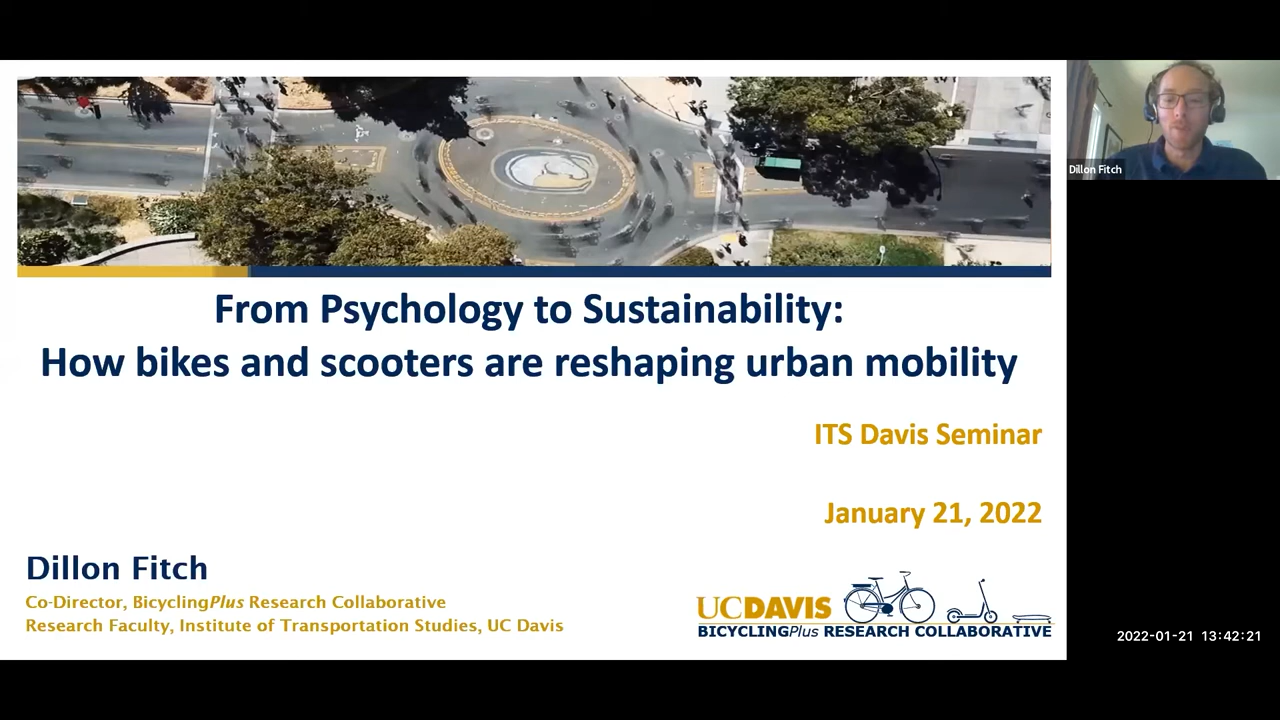 From Psychology to Sustainability:
How bikes and scooters are reshaping urban mobility
ITS Davis Seminar
January 21, 2022
Dillon Fitch
Co-Director, BicyclingPlus Research Collaborative
Research Faculty, Institute of Transportation Studies, UC Davis
UCDAVIS
BICYCLINGPlus RESEARCH COLLABORATIVE
Dillon Fitch
2022-01-21 13:42:21